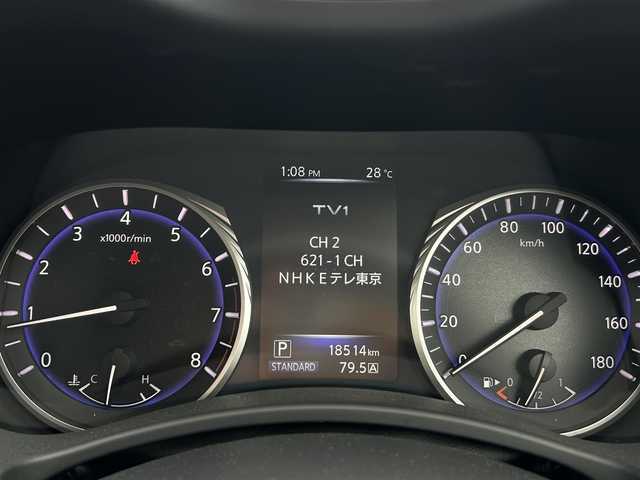 1:08 PM 28 °C
TV1
CH 2
621-1 CH
NHKEテレ東京
P 18514 km
STANDARD 79.5 A
x1000r/min
0 1 2 3 4 5 6 7 8
C H
km/h
0 20 40 60 80 100 120 140 160 180
0 1/2 1